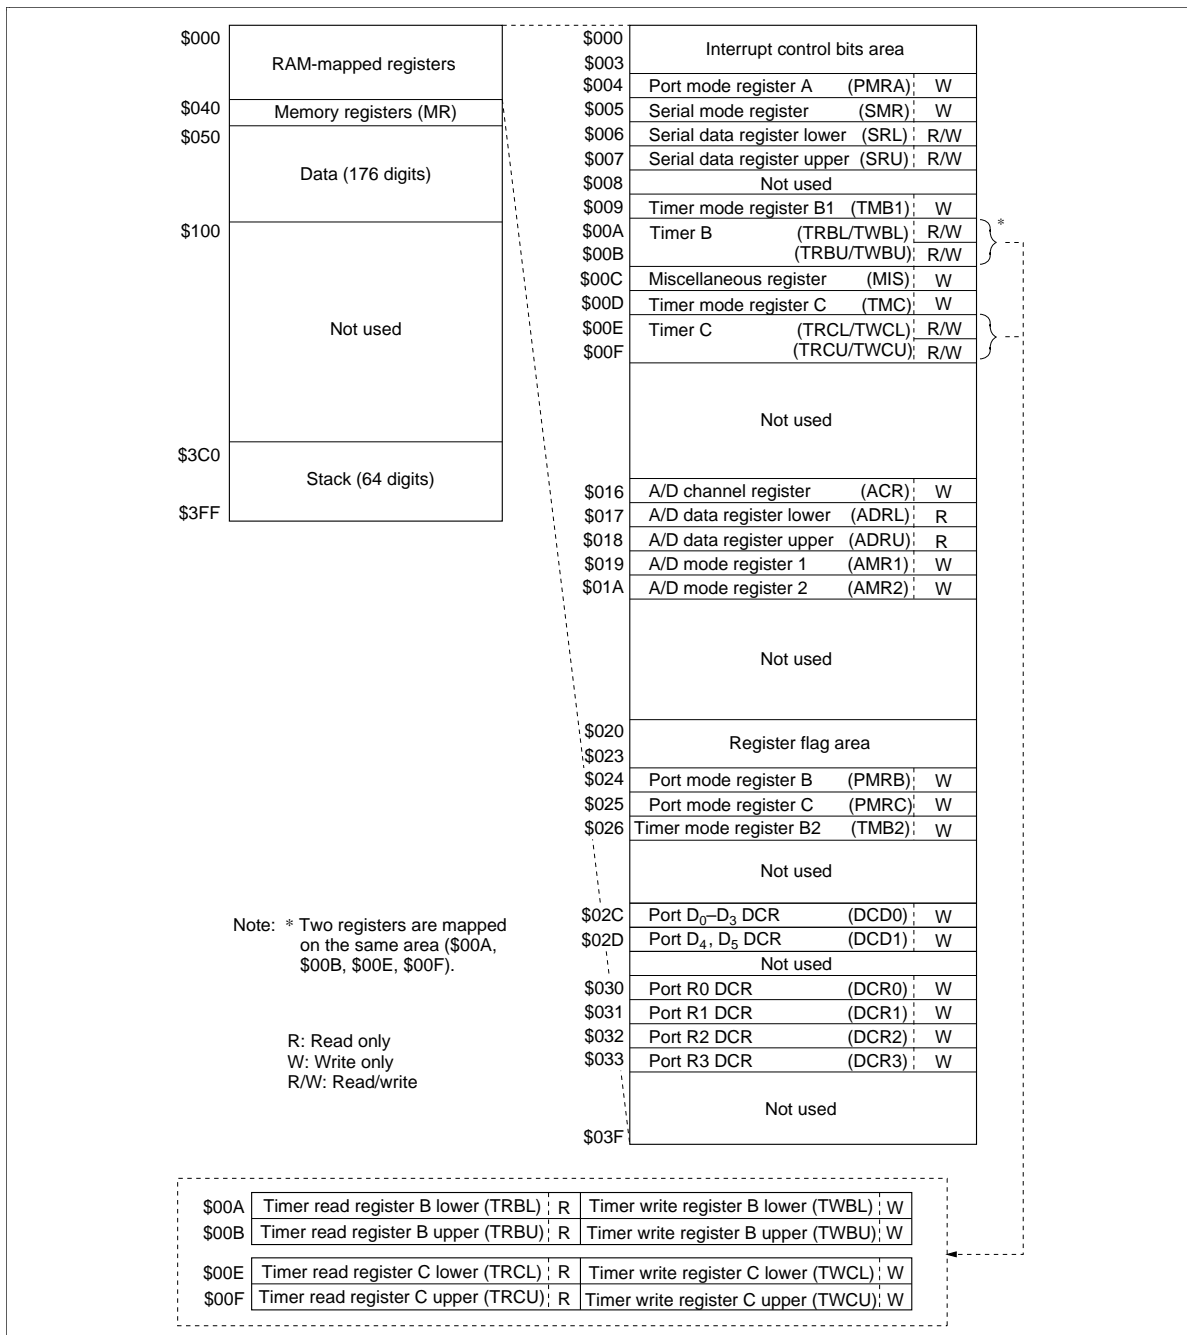 $000
RAM-mapped registers
$040
Memory registers (MR)
$050
Data (176 digits)
$100
Not used
$3C0
Stack (64 digits)
$3FF
$000
Interrupt control bits area
$003
$004 Port mode register A (PMRA) W
$005 Serial mode register (SMR) W
$006 Serial data register lower (SRL) R/W
$007 Serial data register upper (SRU) R/W
$008 Not used
$009 Timer mode register B1 (TMB1) W
$00A Timer B (TRBL/TWBL) R/W *
$00B (TRBU/TWBU) R/W
$00C Miscellaneous register (MIS) W
$00D Timer mode register C (TMC) W
$00E Timer C (TRCL/TWCL) R/W *
$00F (TRCU/TWCU) R/W
Not used
$016 A/D channel register (ACR) W
$017 A/D data register lower (ADRL) R
$018 A/D data register upper (ADRU) R
$019 A/D mode register 1 (AMR1) W
$01A A/D mode register 2 (AMR2) W
Not used
$020
Register flag area
$023
$024 Port mode register B (PMRB) W
$025 Port mode register C (PMRC) W
$026 Timer mode register B2 (TMB2) W
Not used
$02C Port D0–D3 DCR (DCD0) W
$02D Port D4, D5 DCR (DCD1) W
Not used
$030 Port R0 DCR (DCR0) W
$031 Port R1 DCR (DCR1) W
$032 Port R2 DCR (DCR2) W
$033 Port R3 DCR (DCR3) W
Not used
$03F
Note: * Two registers are mapped
on the same area ($00A,
$00B, $00E, $00F).
R: Read only
W: Write only
R/W: Read/write
$00A Timer read register B lower (TRBL) R Timer write register B lower (TWBL) W
$00B Timer read register B upper (TRBU) R Timer write register B upper (TWBU) W
$00E Timer read register C lower (TRCL) R Timer write register C lower (TWCL) W
$00F Timer read register C upper (TRCU) R Timer write register C upper (TWCU) W